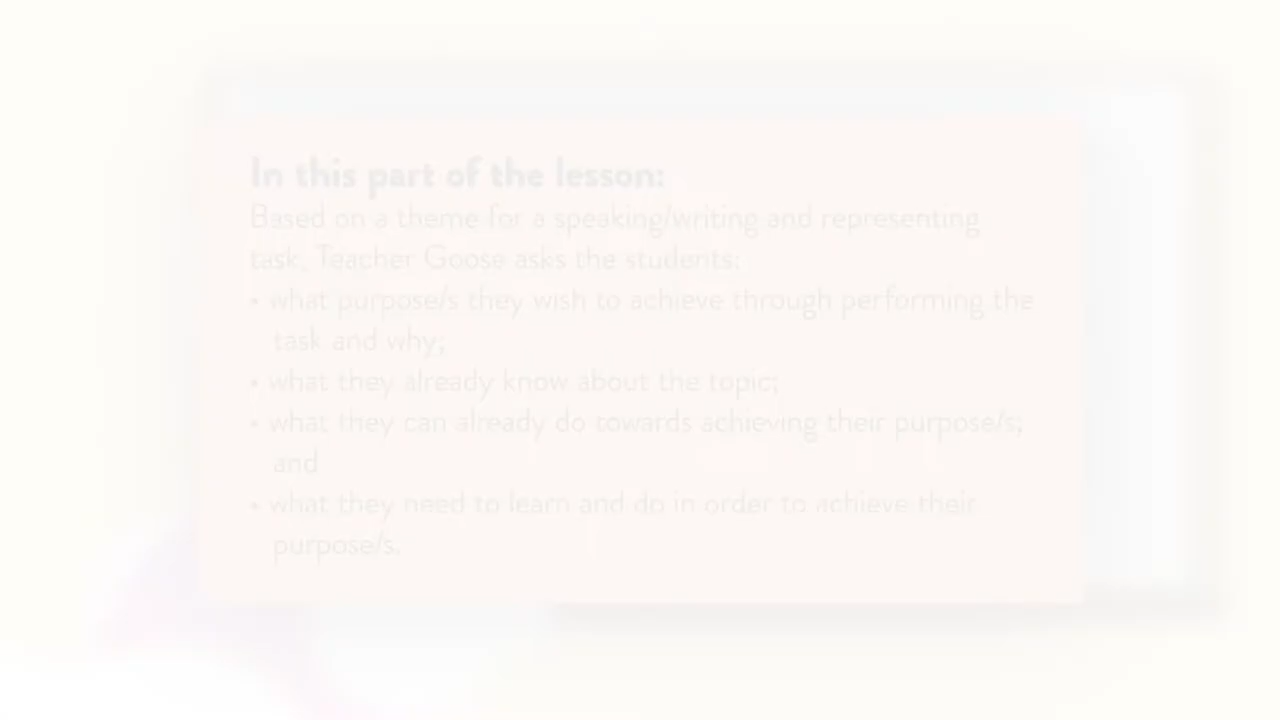 In this part of the lesson:
Based on a theme for a speaking/writing and representing
task, Teacher Goose asks the students:
• what purpose/s they wish to achieve through performing the
task and why;
• what they already know about the topic;
• what they can already do towards achieving their purpose/s;
and
• what they need to learn and do in order to achieve their
purpose/s.